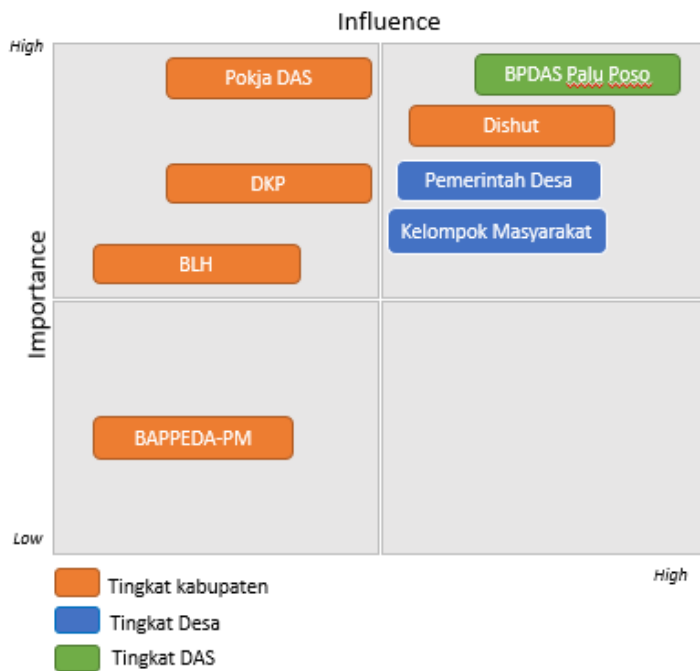 Influence
High
Pokja DAS
BPDAS Palu Poso
Dishut
DKP
Pemerintah Desa
Kelompok Masyarakat
BLH
Importance
BAPPEDA-PM
Low
High
Tingkat kabupaten
Tingkat Desa
Tingkat DAS